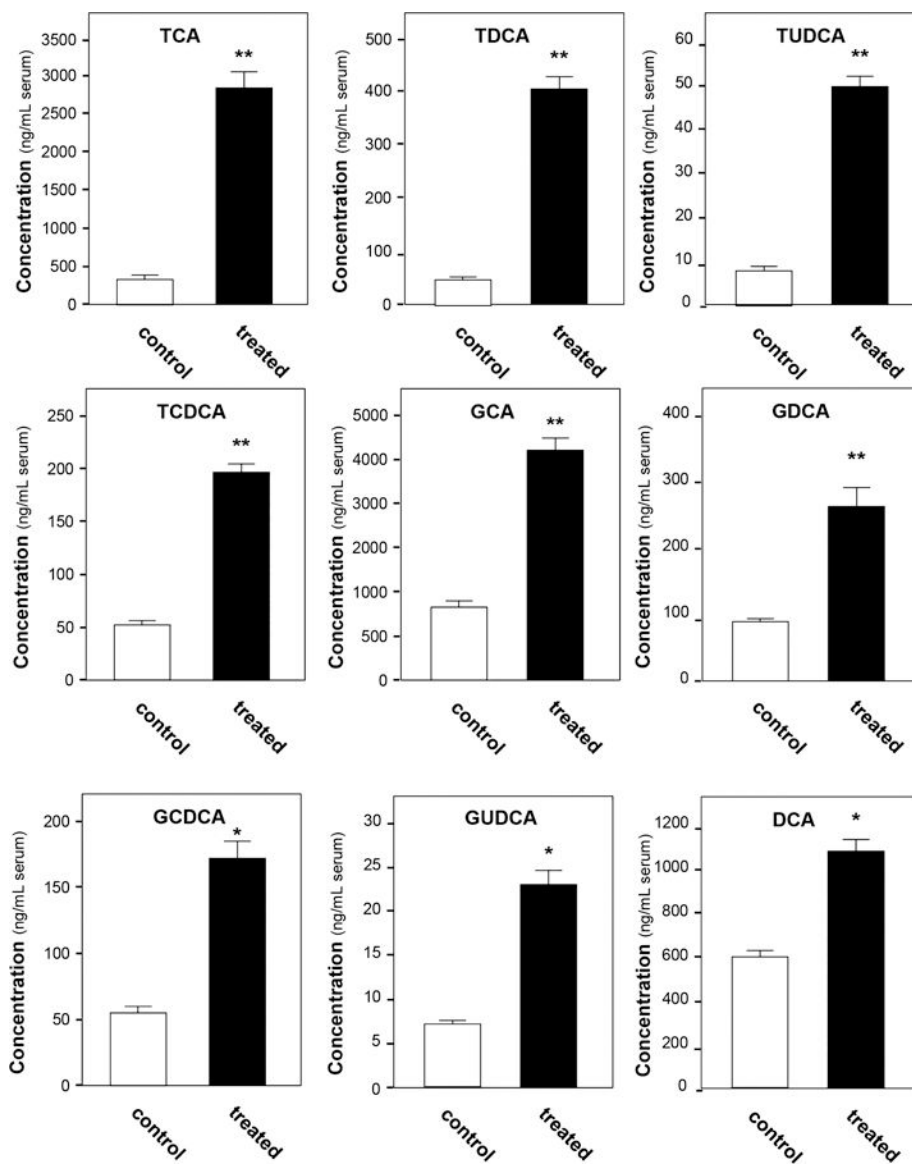 TCA
Concentration (ng/mL serum)
3500
3000
2500
2000
1500
1000
500
0
**
control
treated
TDCA
Concentration (ng/mL serum)
500
400
300
200
100
0
**
control
treated
TUDCA
Concentration (ng/mL serum)
60
50
40
30
20
10
0
**
control
treated
TCDCA
Concentration (ng/mL serum)
250
200
150
100
50
0
**
control
treated
GCA
Concentration (ng/mL serum)
5000
4000
3000
2000
1000
500
0
**
control
treated
GDCA
Concentration (ng/mL serum)
400
300
200
100
0
**
control
treated
GCDCA
Concentration (ng/mL serum)
200
150
100
50
0
*
control
treated
GUDCA
Concentration (ng/mL serum)
30
25
20
15
10
5
0
*
control
treated
DCA
Concentration (ng/mL serum)
1200
1000
800
600
400
200
0
*
control
treated